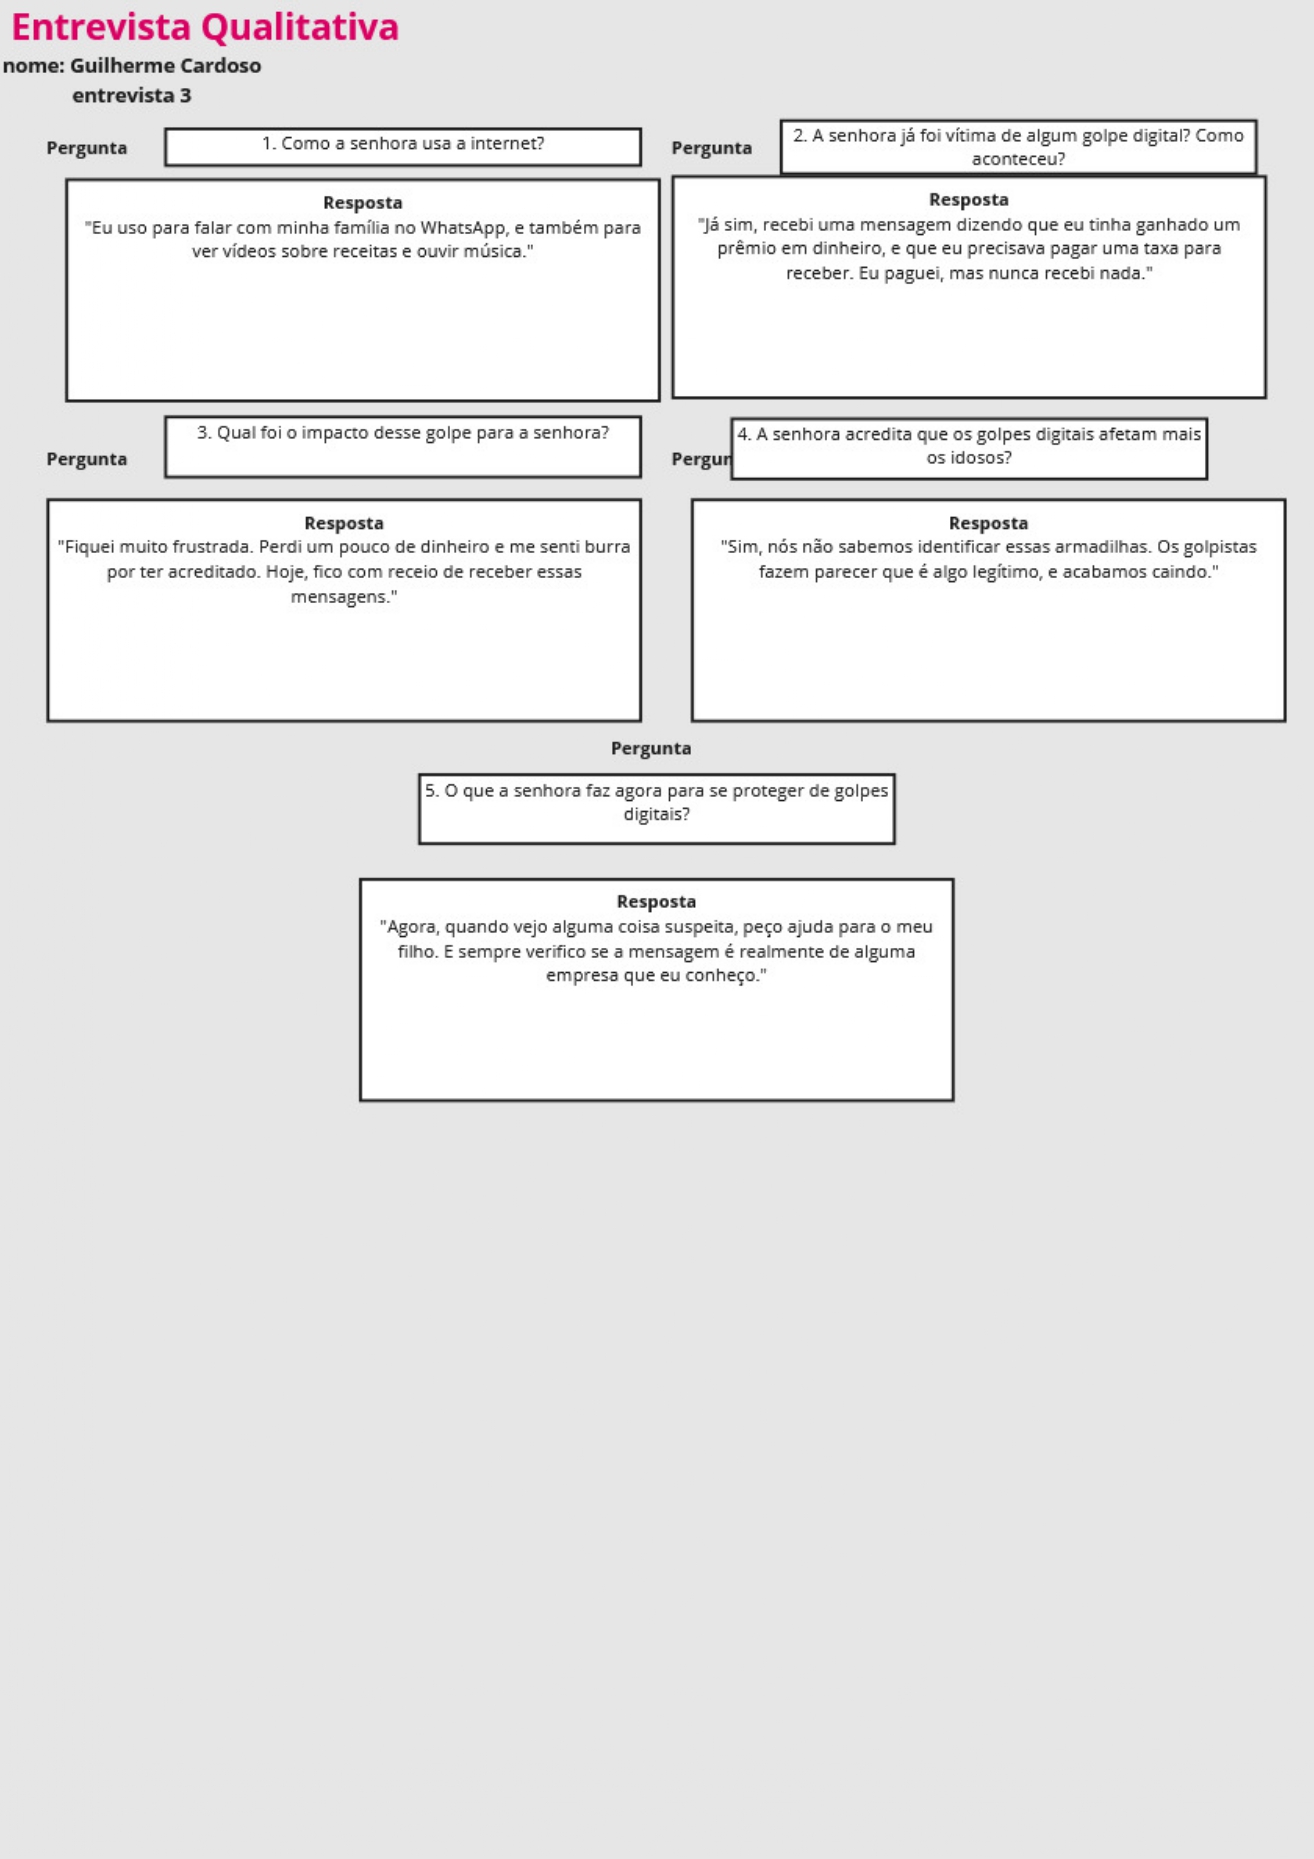 Entrevista Qualitativa
nome: Guilherme Cardoso
entrevista 3
Pergunta
1. Como a senhora usa a internet?
Resposta
"Eu uso para falar com minha família no WhatsApp, e também para
ver vídeos sobre receitas e ouvir música."
Pergunta
2. A senhora já foi vítima de algum golpe digital? Como
aconteceu?
Resposta
"Já sim, recebi uma mensagem dizendo que eu tinha ganhado um
prêmio em dinheiro, e que eu precisava pagar uma taxa para
receber. Eu paguei, mas nunca recebi nada."
Pergunta
3. Qual foi o impacto desse golpe para a senhora?
Resposta
"Fiquei muito frustrada. Perdi um pouco de dinheiro e me senti burra
por ter acreditado. Hoje, fico com receio de receber essas
mensagens."
Pergun
4. A senhora acredita que os golpes digitais afetam mais
os idosos?
Resposta
"Sim, nós não sabemos identificar essas armadilhas. Os golpistas
fazem parecer que é algo legítimo, e acabamos caindo."
Pergunta
5. O que a senhora faz agora para se proteger de golpes
digitais?
Resposta
"Agora, quando vejo alguma coisa suspeita, peço ajuda para o meu
filho. E sempre verifico se a mensagem é realmente de alguma
empresa que eu conheço."